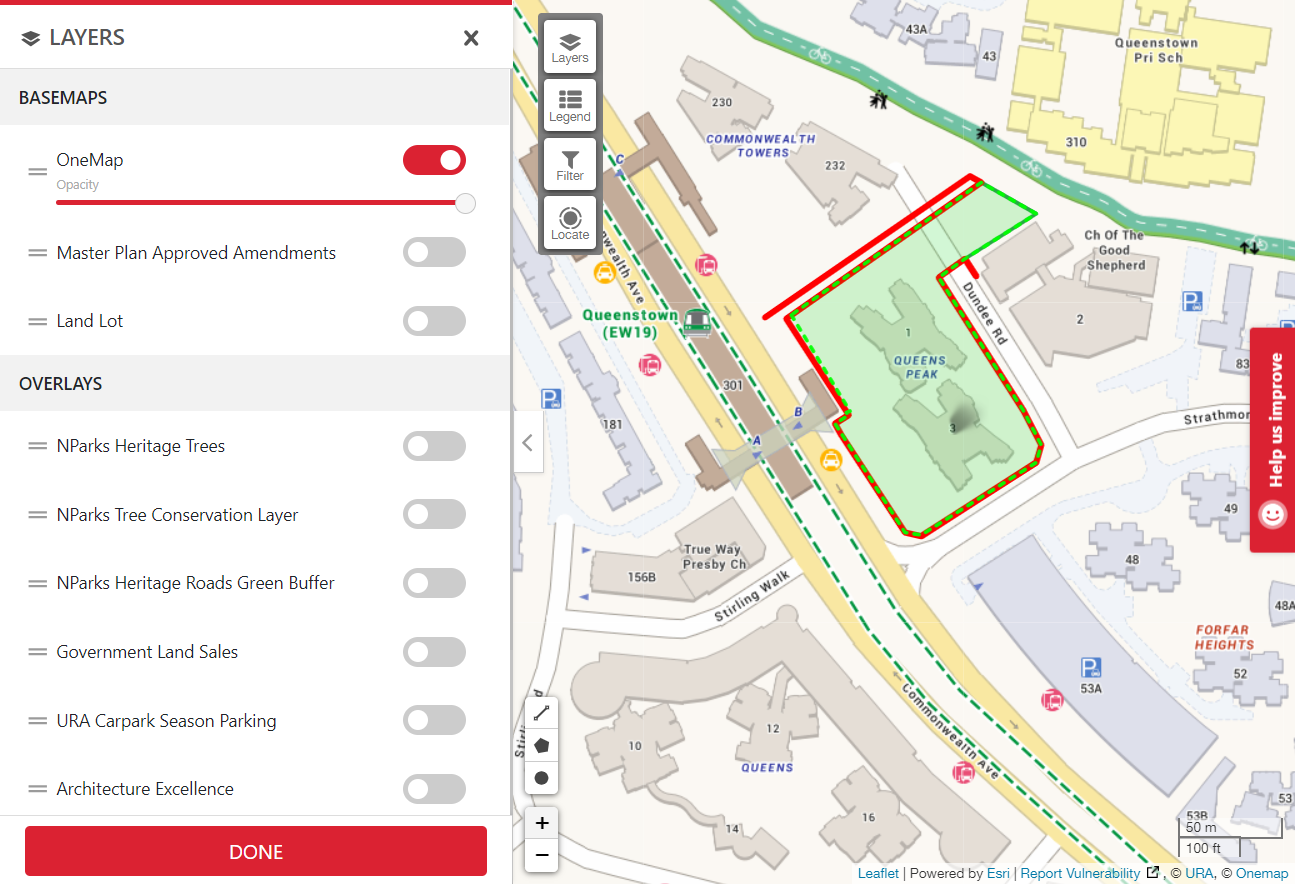 LAYERS
BASEMAPS
OneMap
Opacity
Master Plan Approved Amendments
Land Lot
OVERLAYS
NParks Heritage Trees
NParks Tree Conservation Layer
NParks Heritage Roads Green Buffer
Government Land Sales
URA Carpark Season Parking
Architecture Excellence
DONE
Layers
Legend
Filter
Locate
43A
43
Queenstown
Pri Sch
230
COMMONWEALTH
TOWERS
232
310
C
wealth Ave
Ch Of The
Good
Shepherd
Queenstown
(EW19)
Dundee Rd
1
2
QUEENS
PEAK
3
301
83
B
A
181
Strathmor
Help us improve
49
48
48A
True Way
Presby Ch
156B
Stirling Walk
FORFAR
HEIGHTS
52
53A
Commonwealth Ave
10
12
QUEENS
14
16
53
53B
50 m
100 ft
+
−
Leaflet | Powered by Esri | Report Vulnerability , © URA, © Onemap